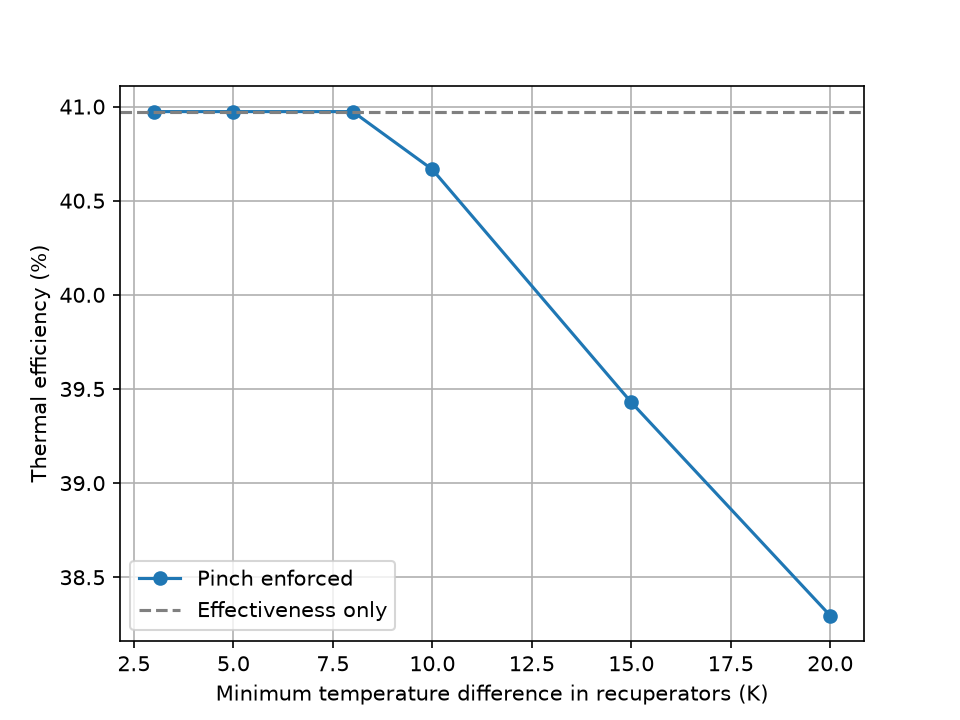 41.0
40.5
40.0
39.5
39.0
38.5
Thermal efficiency (%)
Pinch enforced
Effectiveness only
2.5 5.0 7.5 10.0 12.5 15.0 17.5 20.0
Minimum temperature difference in recuperators (K)